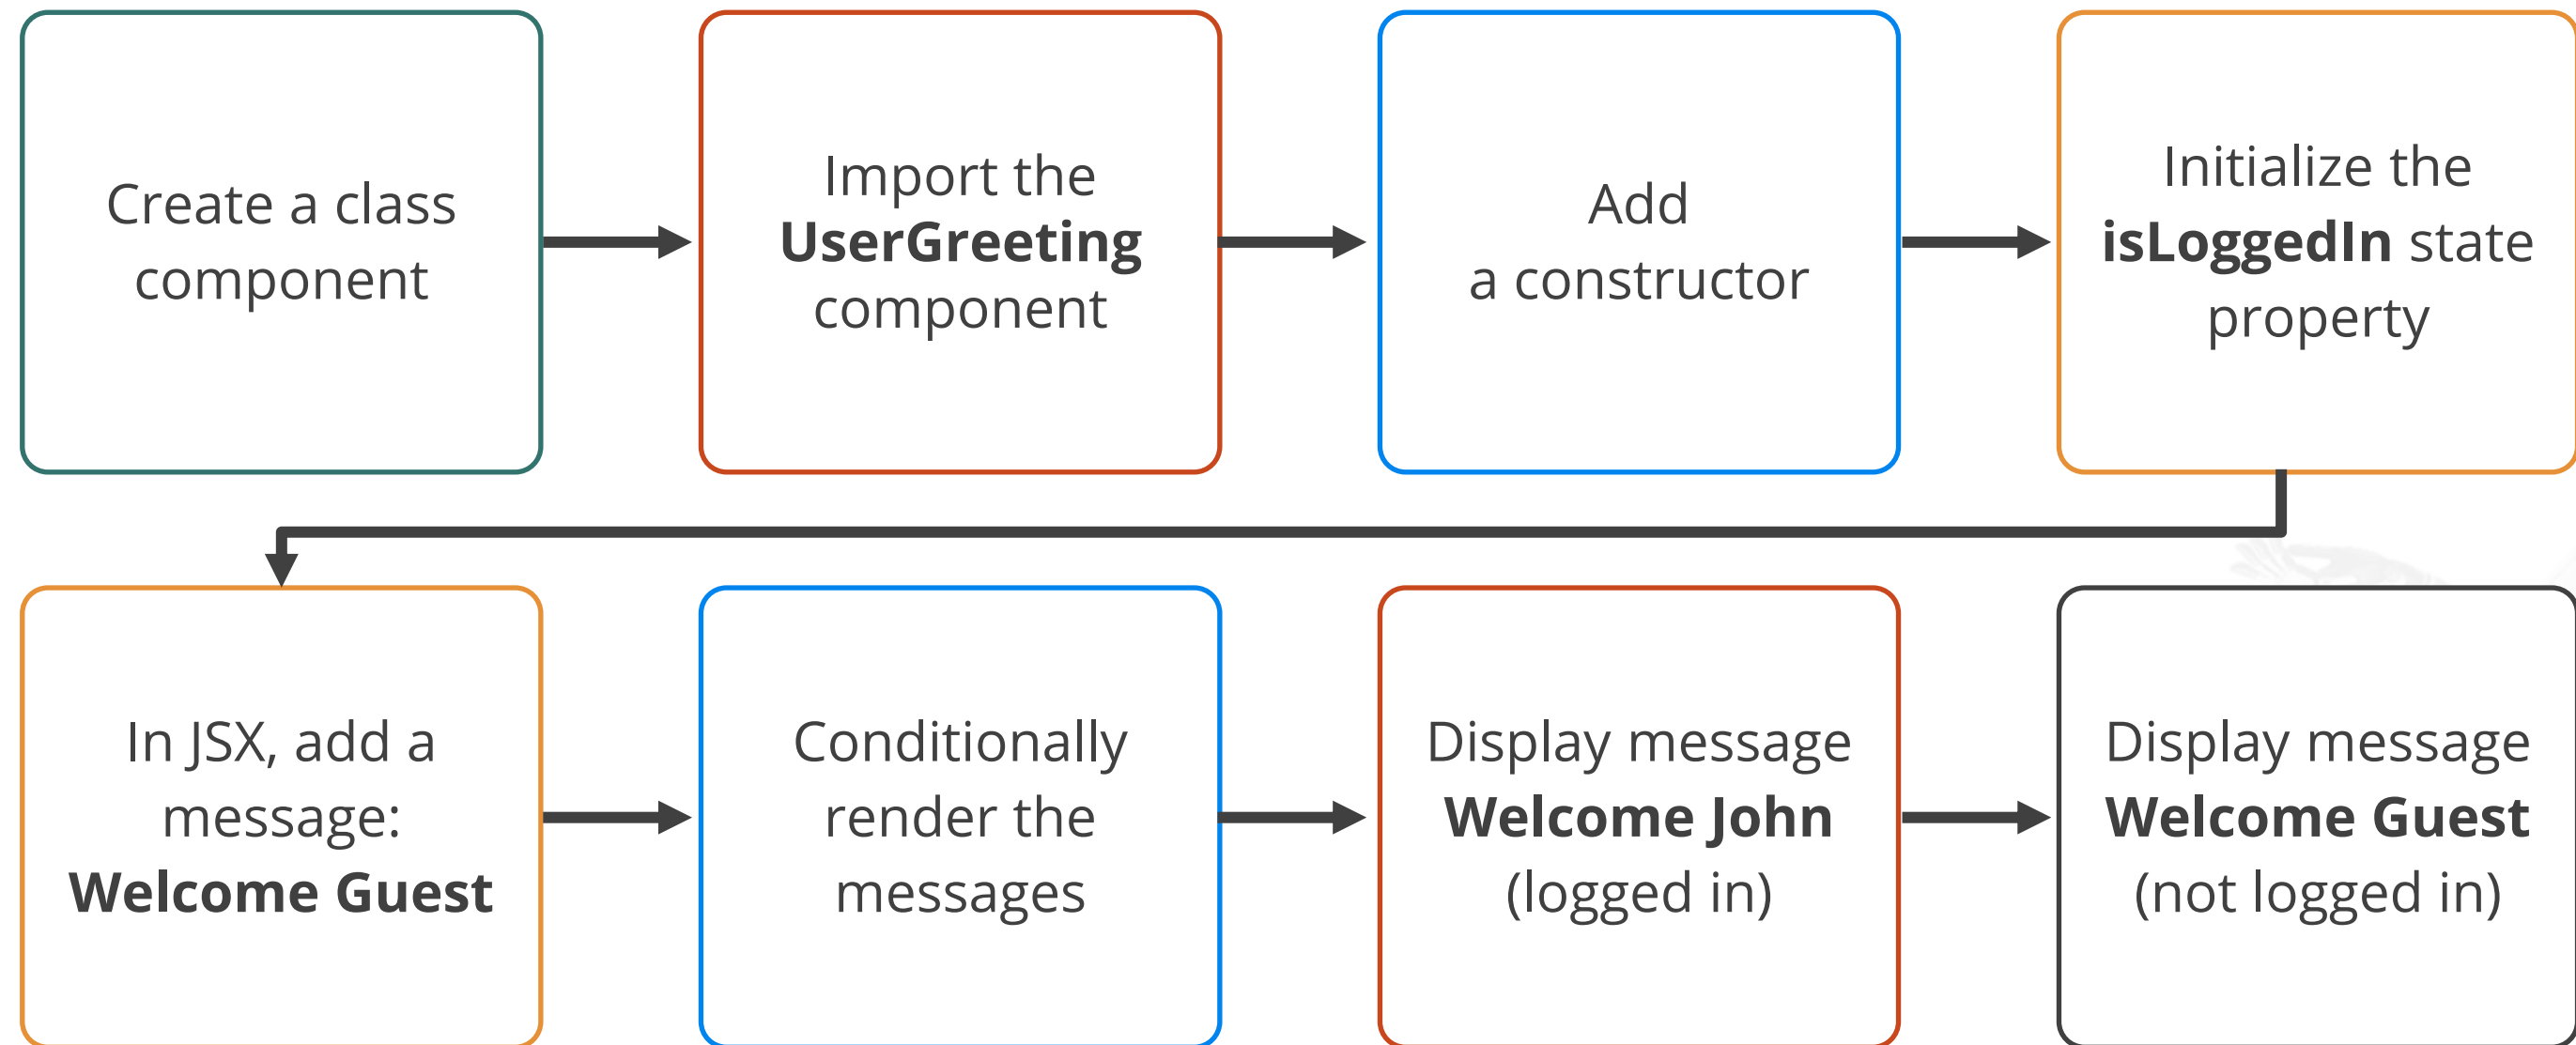 Create a class
component
Import the
UserGreeting
component
Add
a constructor
Initialize the
isLoggedIn state
property
In JSX, add a
message:
Welcome Guest
Conditionally
render the
messages
Display message
Welcome John
(logged in)
Display message
Welcome Guest
(not logged in)